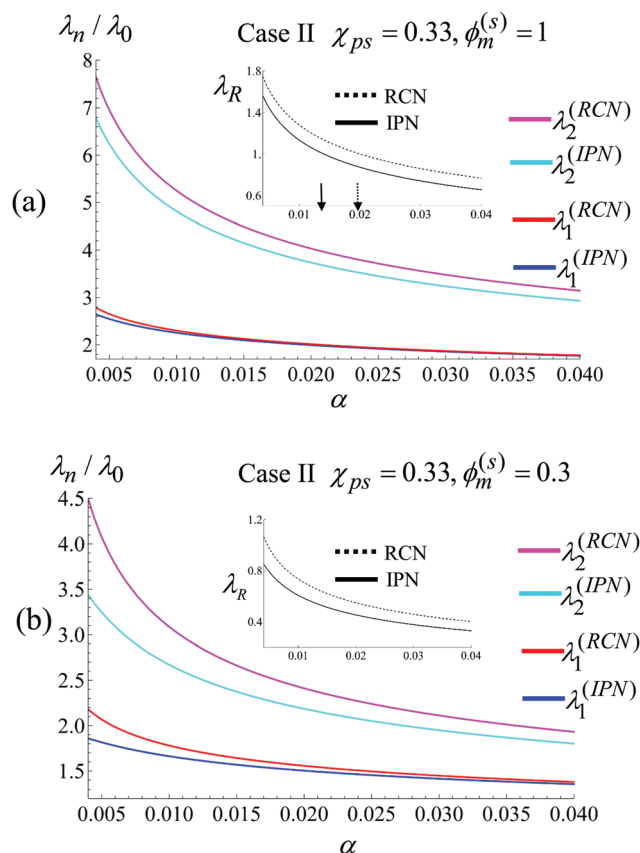 λₙ / λ₀ Case II χₚₛ = 0.33, ϕₘ⁽ˢ⁾ = 1
(a)
8
7
6
5
4
3
2
0.005 0.010 0.015 0.020 0.025 0.030 0.035 0.040
α
λ_R
1.8
1.4
1.0
0.6
0.01 0.02 0.03 0.04
RCN
IPN
λ₂^(RCN)
λ₂^(IPN)
λ₁^(RCN)
λ₁^(IPN)
λₙ / λ₀ Case II χₚₛ = 0.33, ϕₘ⁽ˢ⁾ = 0.3
(b)
4.5
4.0
3.5
3.0
2.5
2.0
1.5
0.005 0.010 0.015 0.020 0.025 0.030 0.035 0.040
α
λ_R
1.2
0.8
0.4
0.01 0.02 0.03 0.04
RCN
IPN
λ₂^(RCN)
λ₂^(IPN)
λ₁^(RCN)
λ₁^(IPN)